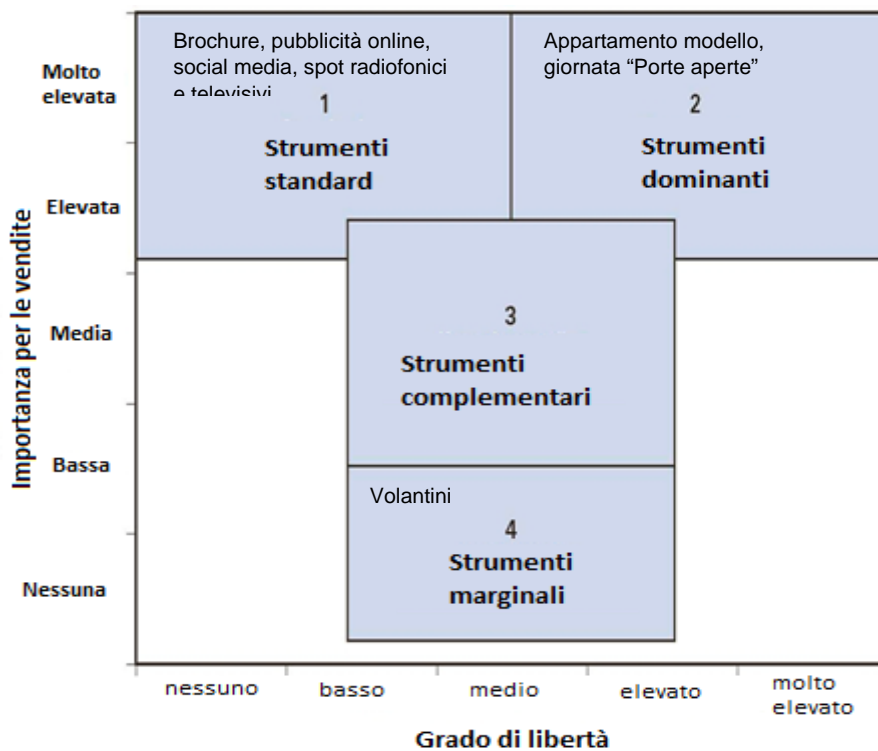 Brochure, pubblicità online,
social media, spot radiofonici
e televisivi
1
Strumenti
standard
Appartamento modello,
giornata “Porte aperte”
2
Strumenti
dominanti
3
Strumenti
complementari
Volantini
4
Strumenti
marginali
Importanza per le vendite
Molto
elevata
Elevata
Media
Bassa
Nessuna
nessuno
basso
medio
elevato
molto
elevato
Grado di libertà